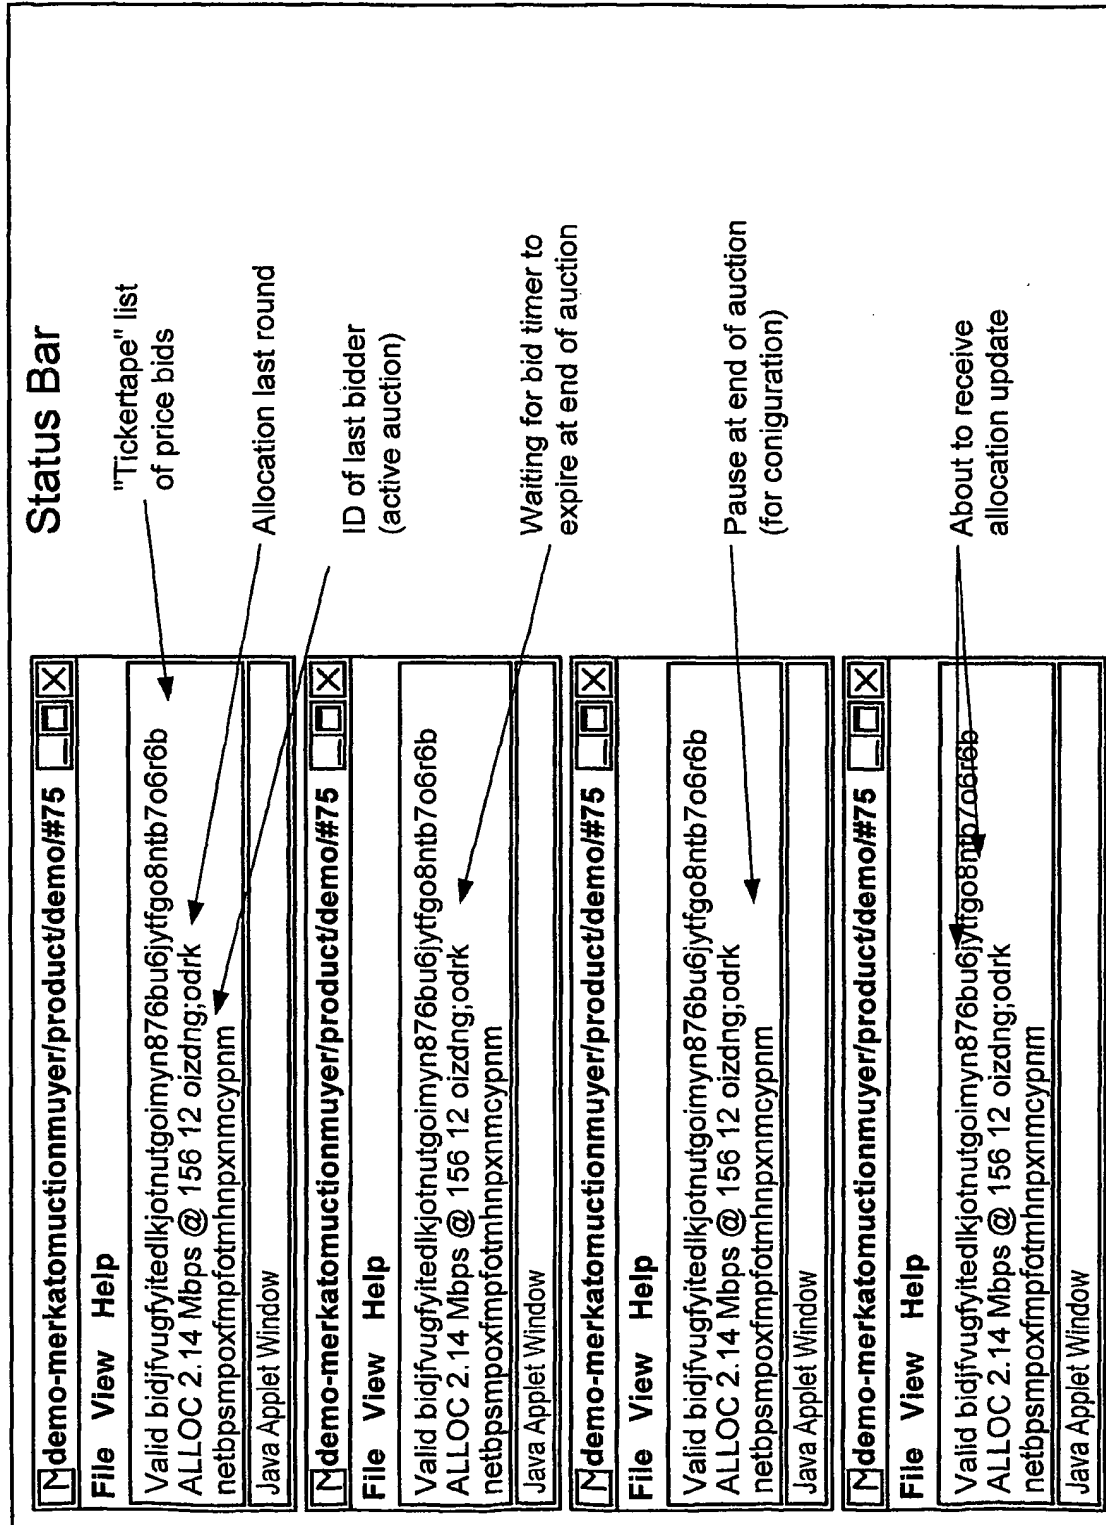 Status Bar
M demo-merkatomuctionmuyer/product/demo/#75
File View Help
Valid bidjfvugfyitedlkjotnutgoimyn876bu6jytfgo8ntb7o6r6b
ALLOC 2.14 Mbps @ 156 12 oizdng;odrk
netbpsmpoxfmpfotmhnpxnmcypnm
Java Applet Window
"Tickertape" list
of price bids
Allocation last round
ID of last bidder
(active auction)
M demo-merkatomuctionmuyer/product/demo/#75
File View Help
Valid bidjfvugfyitedlkjotnutgoimyn876bu6jytfgo8ntb7o6r6b
ALLOC 2.14 Mbps @ 156 12 oizdng;odrk
netbpsmpoxfmpfotmhnpxnmcypnm
Java Applet Window
Waiting for bid timer to
expire at end of auction
M demo-merkatomuctionmuyer/product/demo/#75
File View Help
Valid bidjfvugfyitedlkjotnutgoimyn876bu6jytfgo8ntb7o6r6b
ALLOC 2.14 Mbps @ 156 12 oizdng;odrk
netbpsmpoxfmpfotmhnpxnmcypnm
Java Applet Window
Pause at end of auction
(for coniguration)
M demo-merkatomuctionmuyer/product/demo/#75
File View Help
Valid bidjfvugfyitedlkjotnutgoimyn876bu6jytfgo8ntb7o6r6b
ALLOC 2.14 Mbps @ 156 12 oizdng;odrk
netbpsmpoxfmpfotmhnpxnmcypnm
Java Applet Window
About to receive
allocation update